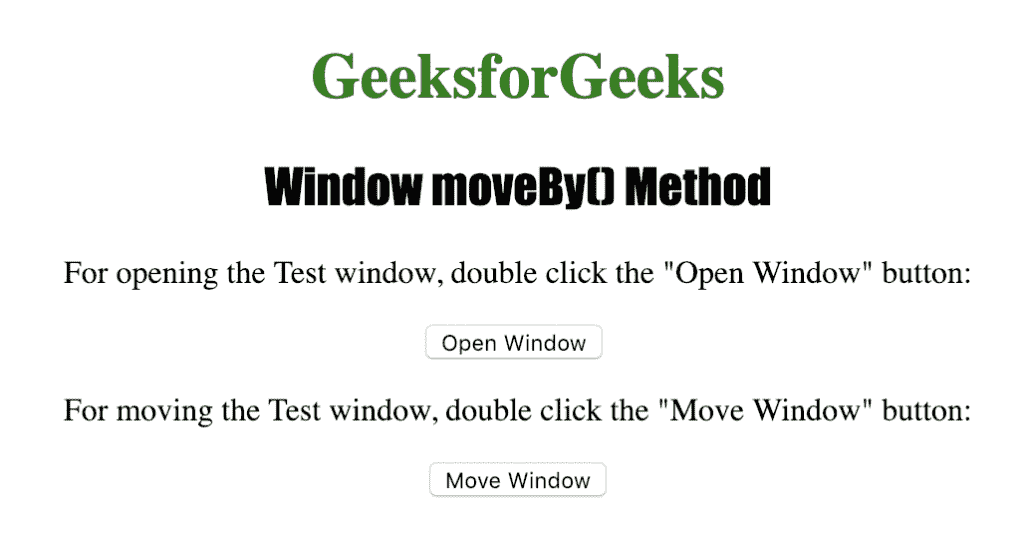 GeeksforGeeks
Window moveBy() Method
For opening the Test window, double click the "Open Window" button:
Open Window
For moving the Test window, double click the "Move Window" button:
Move Window